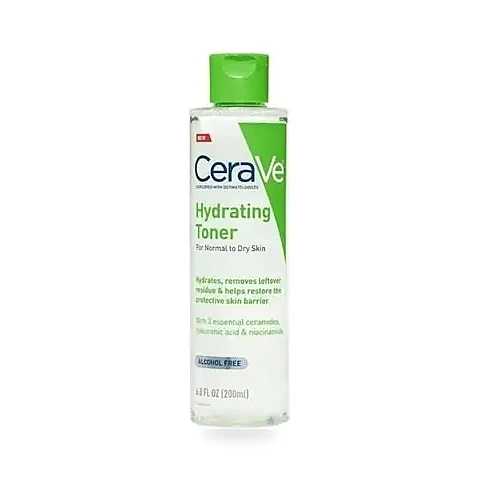 NEW
CeraVe
DEVELOPED WITH DERMATOLOGISTS
Hydrating
Toner
For Normal to Dry Skin
Hydrates, removes leftover
residue & helps restore the
protective skin barrier
With 3 essential ceramides,
hyaluronic acid & niacinamide
ALCOHOL FREE
6.8 FL OZ (200ml)